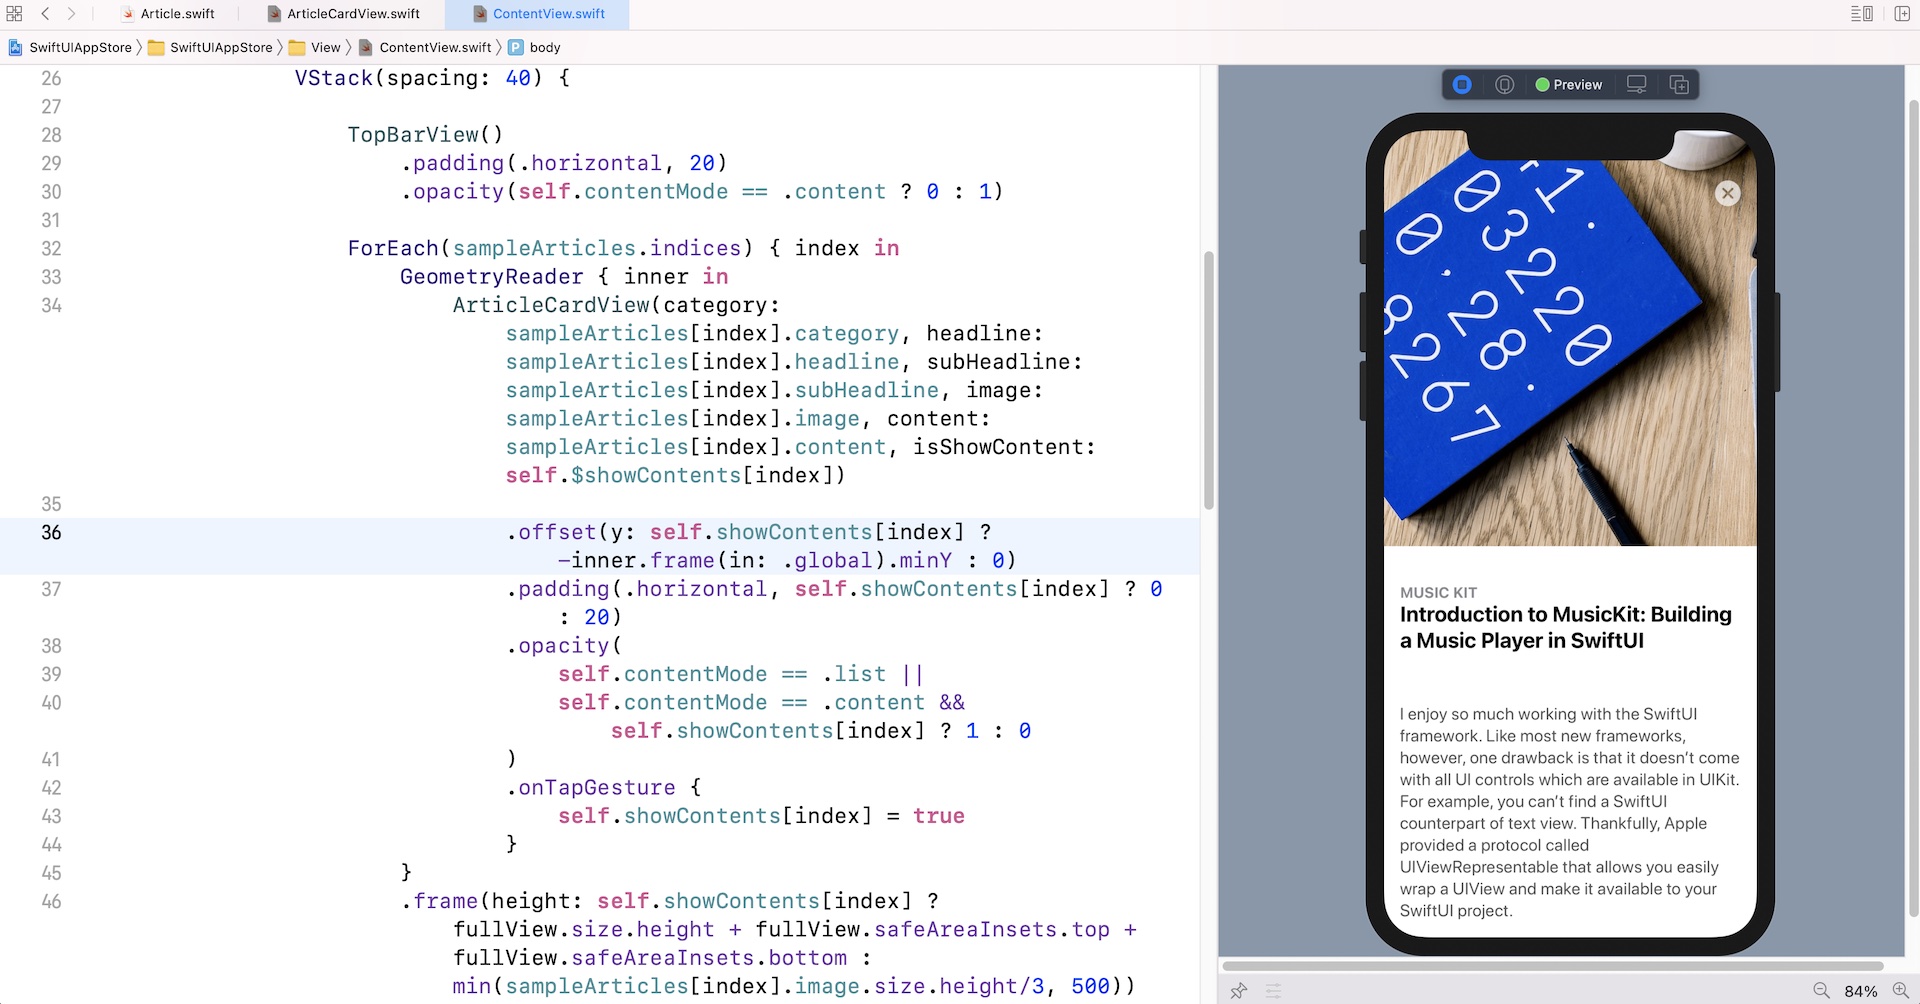 Article.swift
ArticleCardView.swift
ContentView.swift
SwiftUIAppStore
SwiftUIAppStore
View
ContentView.swift
P body
26 VStack(spacing: 40) {
27
28 TopBarView()
29 .padding(.horizontal, 20)
30 .opacity(self.contentMode == .content ? 0 : 1)
31
32 ForEach(sampleArticles.indices) { index in
33 GeometryReader { inner in
34 ArticleCardView(category:
sampleArticles[index].category, headline:
sampleArticles[index].headline, subHeadline:
sampleArticles[index].subHeadline, image:
sampleArticles[index].image, content:
sampleArticles[index].content, isShowContent:
self.$showContents[index])
35
36 .offset(y: self.showContents[index] ?
-inner.frame(in: .global).minY : 0)
37 .padding(.horizontal, self.showContents[index] ? 0
: 20)
38 .opacity(
39 self.contentMode == .list ||
40 self.contentMode == .content &&
self.showContents[index] ? 1 : 0
41 )
42 .onTapGesture {
43 self.showContents[index] = true
44 }
45 }
46 .frame(height: self.showContents[index] ?
fullView.size.height + fullView.safeAreaInsets.top +
fullView.safeAreaInsets.bottom :
min(sampleArticles[index].image.size.height/3, 500))
Preview
MUSIC KIT
Introduction to MusicKit: Building
a Music Player in SwiftUI
I enjoy so much working with the SwiftUI
framework. Like most new frameworks,
however, one drawback is that it doesn't come
with all UI controls which are available in UIKit.
For example, you can't find a SwiftUI
counterpart of text view. Thankfully, Apple
provided a protocol called
UIViewRepresentable that allows you easily
wrap a UIView and make it available to your
SwiftUI project.
84%